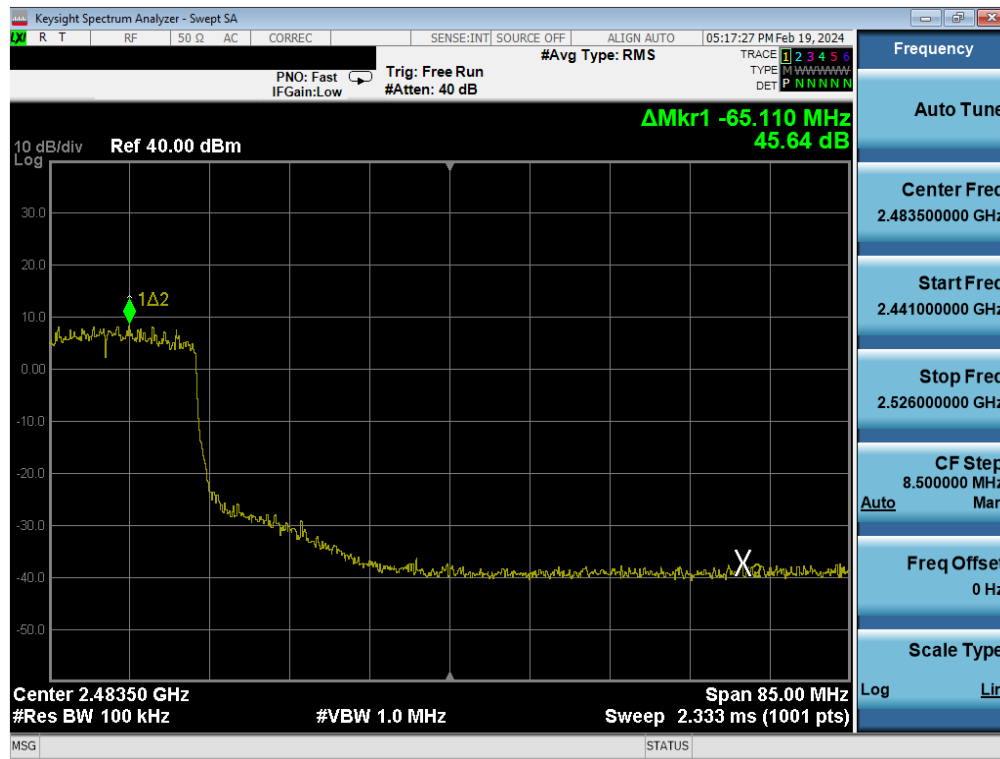 Keysight Spectrum Analyzer - Swept SA
LXI R T RF 50 Ω AC CORREC SENSE:INT SOURCE OFF ALIGN AUTO 05:17:27 PM Feb 19, 2024
#Avg Type: RMS
TRACE 1 2 3 4 5 6
TYPE M WWWWW
DET P N N N N N
PNO: Fast
IFGain:Low
Trig: Free Run
#Atten: 40 dB
ΔMkr1 -65.110 MHz
45.64 dB
10 dB/div
Log
Ref 40.00 dBm
30.0
20.0
10.0
0.00
-10.0
-20.0
-30.0
-40.0
-50.0
1Δ2
X
Center 2.48350 GHz
#Res BW 100 kHz
#VBW 1.0 MHz
Span 85.00 MHz
Sweep 2.333 ms (1001 pts)
MSG
STATUS
Frequency
Auto Tune
Center Freq
2.483500000 GHz
Start Freq
2.441000000 GHz
Stop Freq
2.526000000 GHz
CF Step
8.500000 MHz
Auto Man
Freq Offset
0 Hz
Scale Type
Log Lin